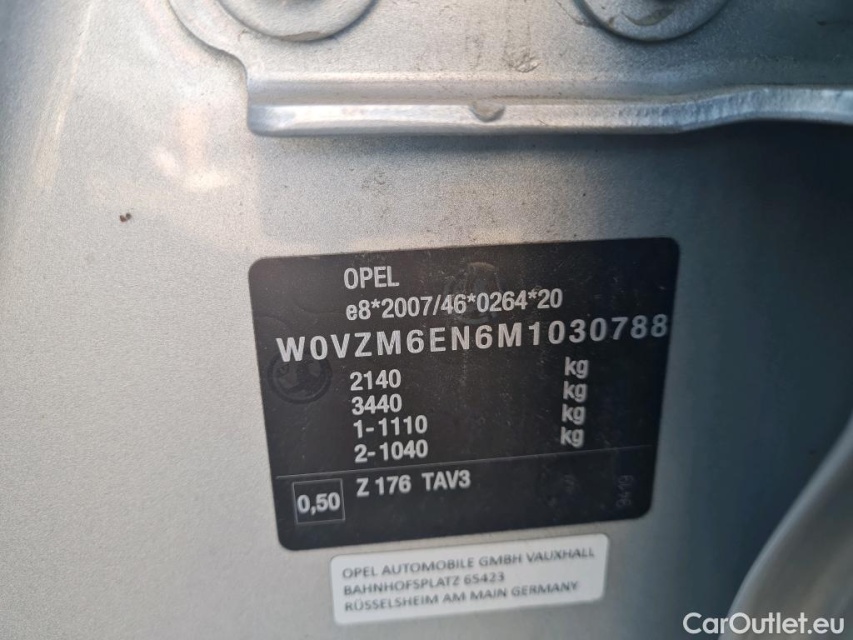 OPEL
e8*2007/46*0264*20
W0VZM6EN6M1030788
2140 kg
3440 kg
1-1110 kg
2-1040 kg
0,50 Z 176 TAV3
OPEL AUTOMOBILE GMBH VAUXHALL
BAHNHOFSPLATZ 65423
RÜSSELSHEIM AM MAIN GERMANY
CarOutlet.eu